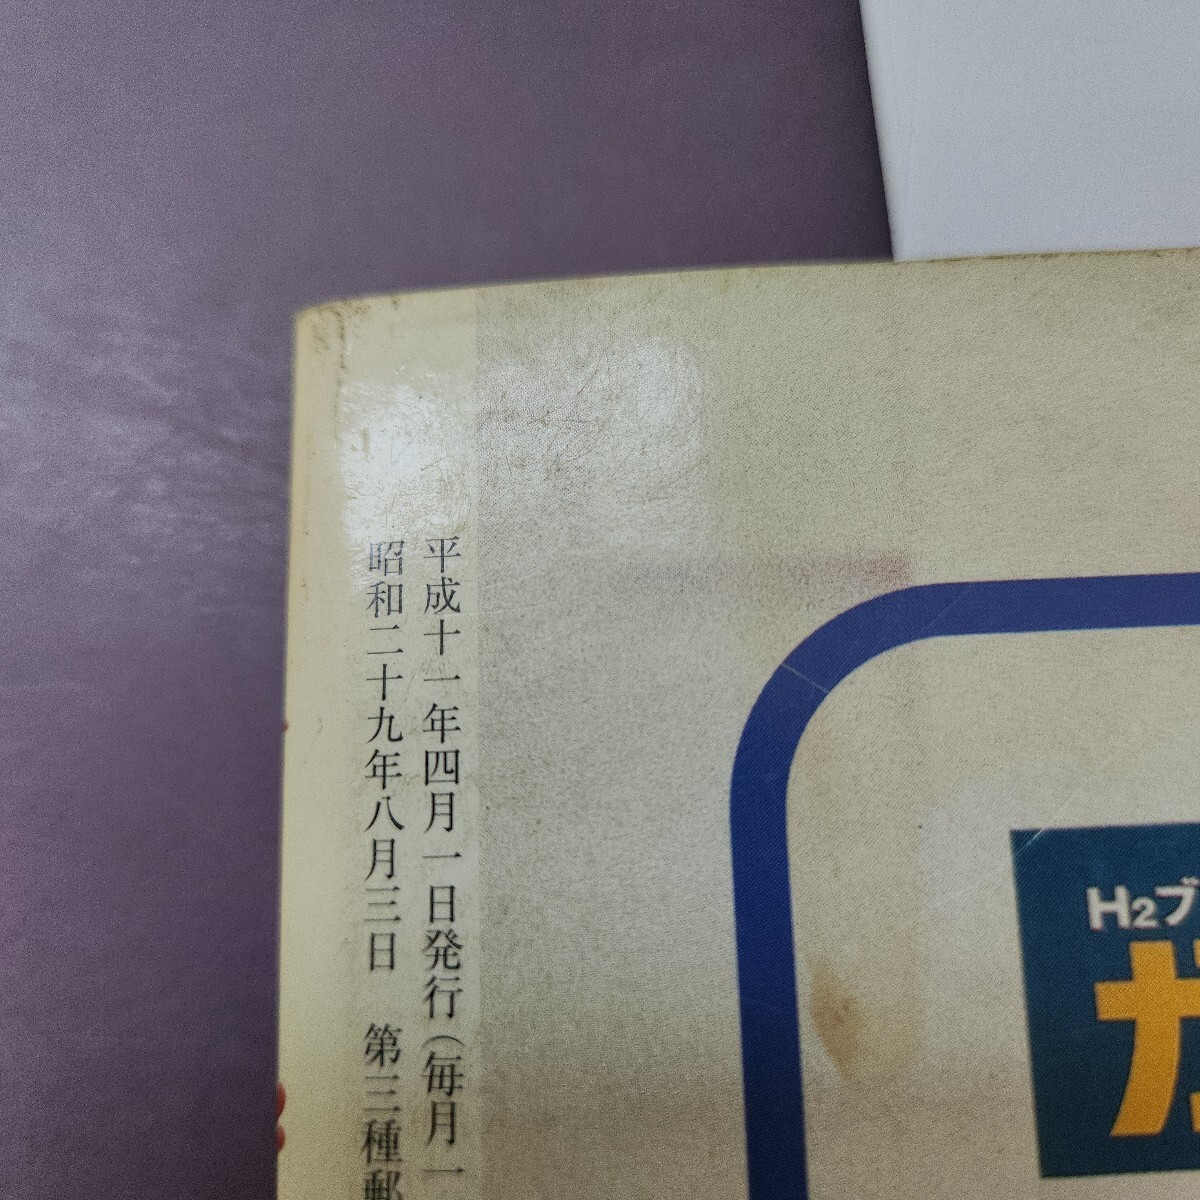 平成十一年四月一日発行(毎月一
昭和二十九年八月三日　第三種郵
H2ブ
ガ